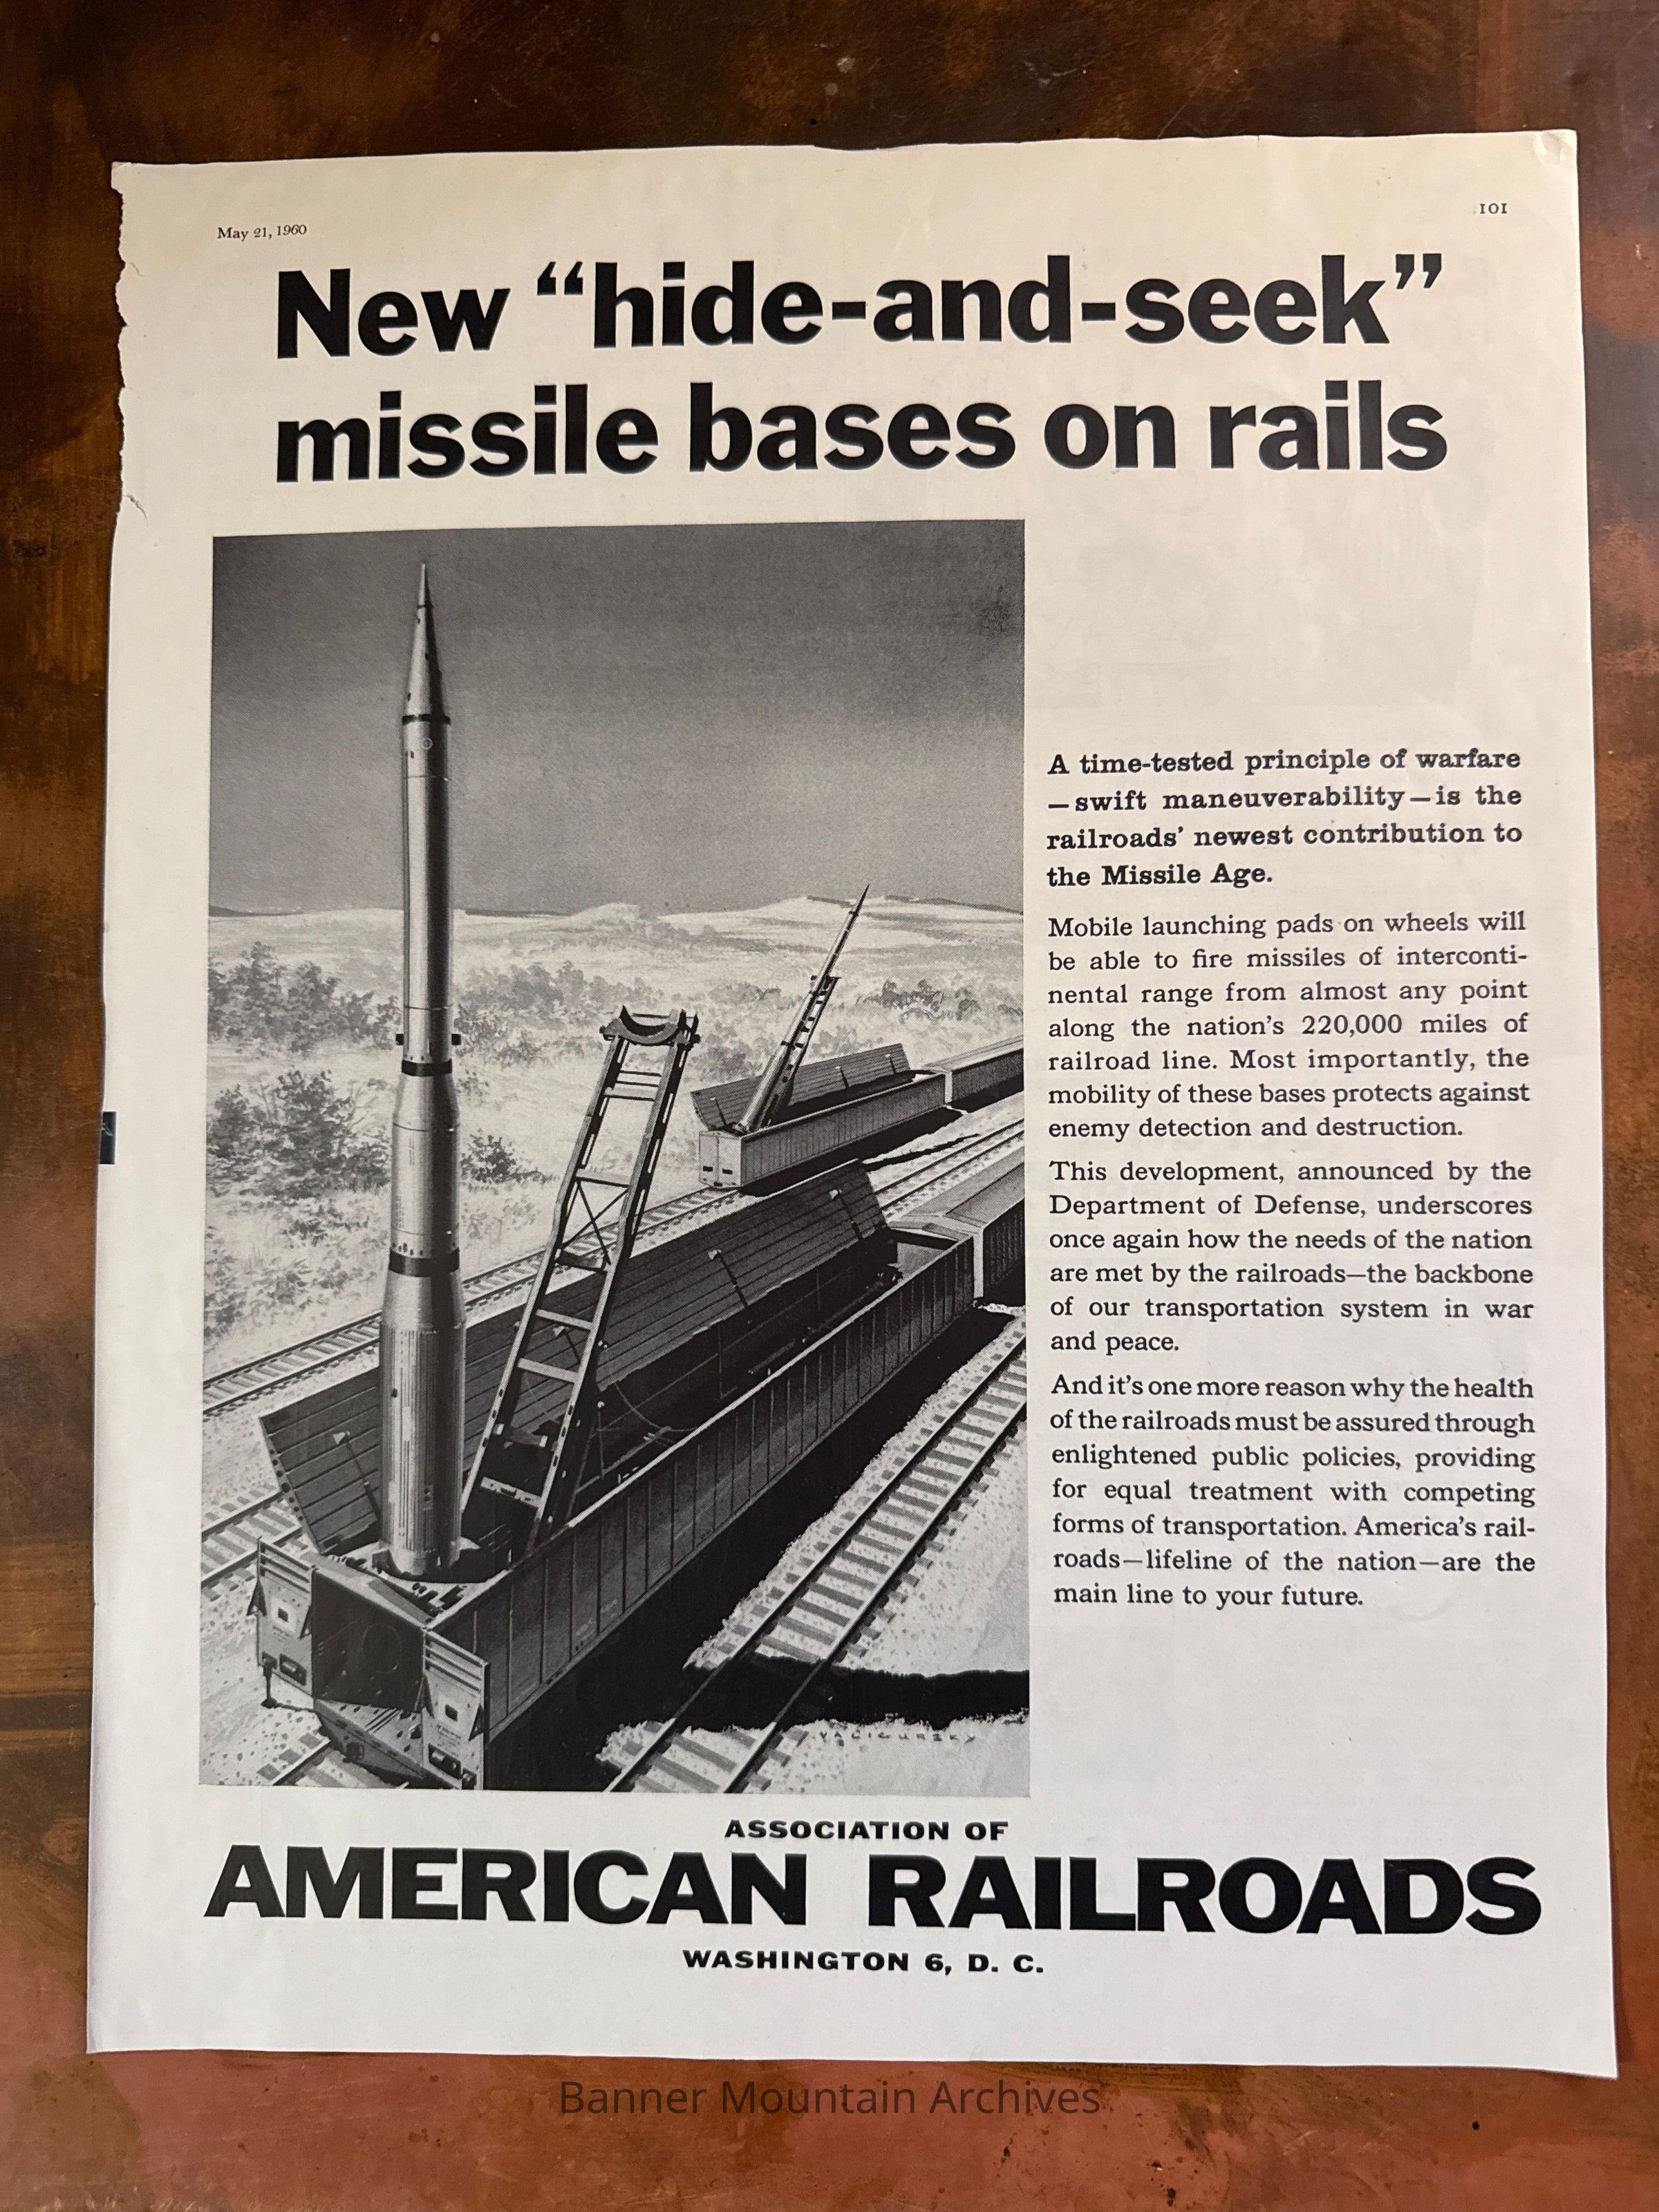 May 21, 1960
101
New “hide-and-seek”
missile bases on rails
A time-tested principle of warfare
—swift maneuverability—is the
railroads’ newest contribution to
the Missile Age.
Mobile launching pads on wheels will
be able to fire missiles of interconti-
nental range from almost any point
along the nation’s 220,000 miles of
railroad line. Most importantly, the
mobility of these bases protects against
enemy detection and destruction.
This development, announced by the
Department of Defense, underscores
once again how the needs of the nation
are met by the railroads—the backbone
of our transportation system in war
and peace.
And it’s one more reason why the health
of the railroads must be assured through
enlightened public policies, providing
for equal treatment with competing
forms of transportation. America’s rail-
roads—lifeline of the nation—are the
main line to your future.
VALIGURSKY
ASSOCIATION OF
AMERICAN RAILROADS
WASHINGTON 6, D. C.
Banner Mountain Archives